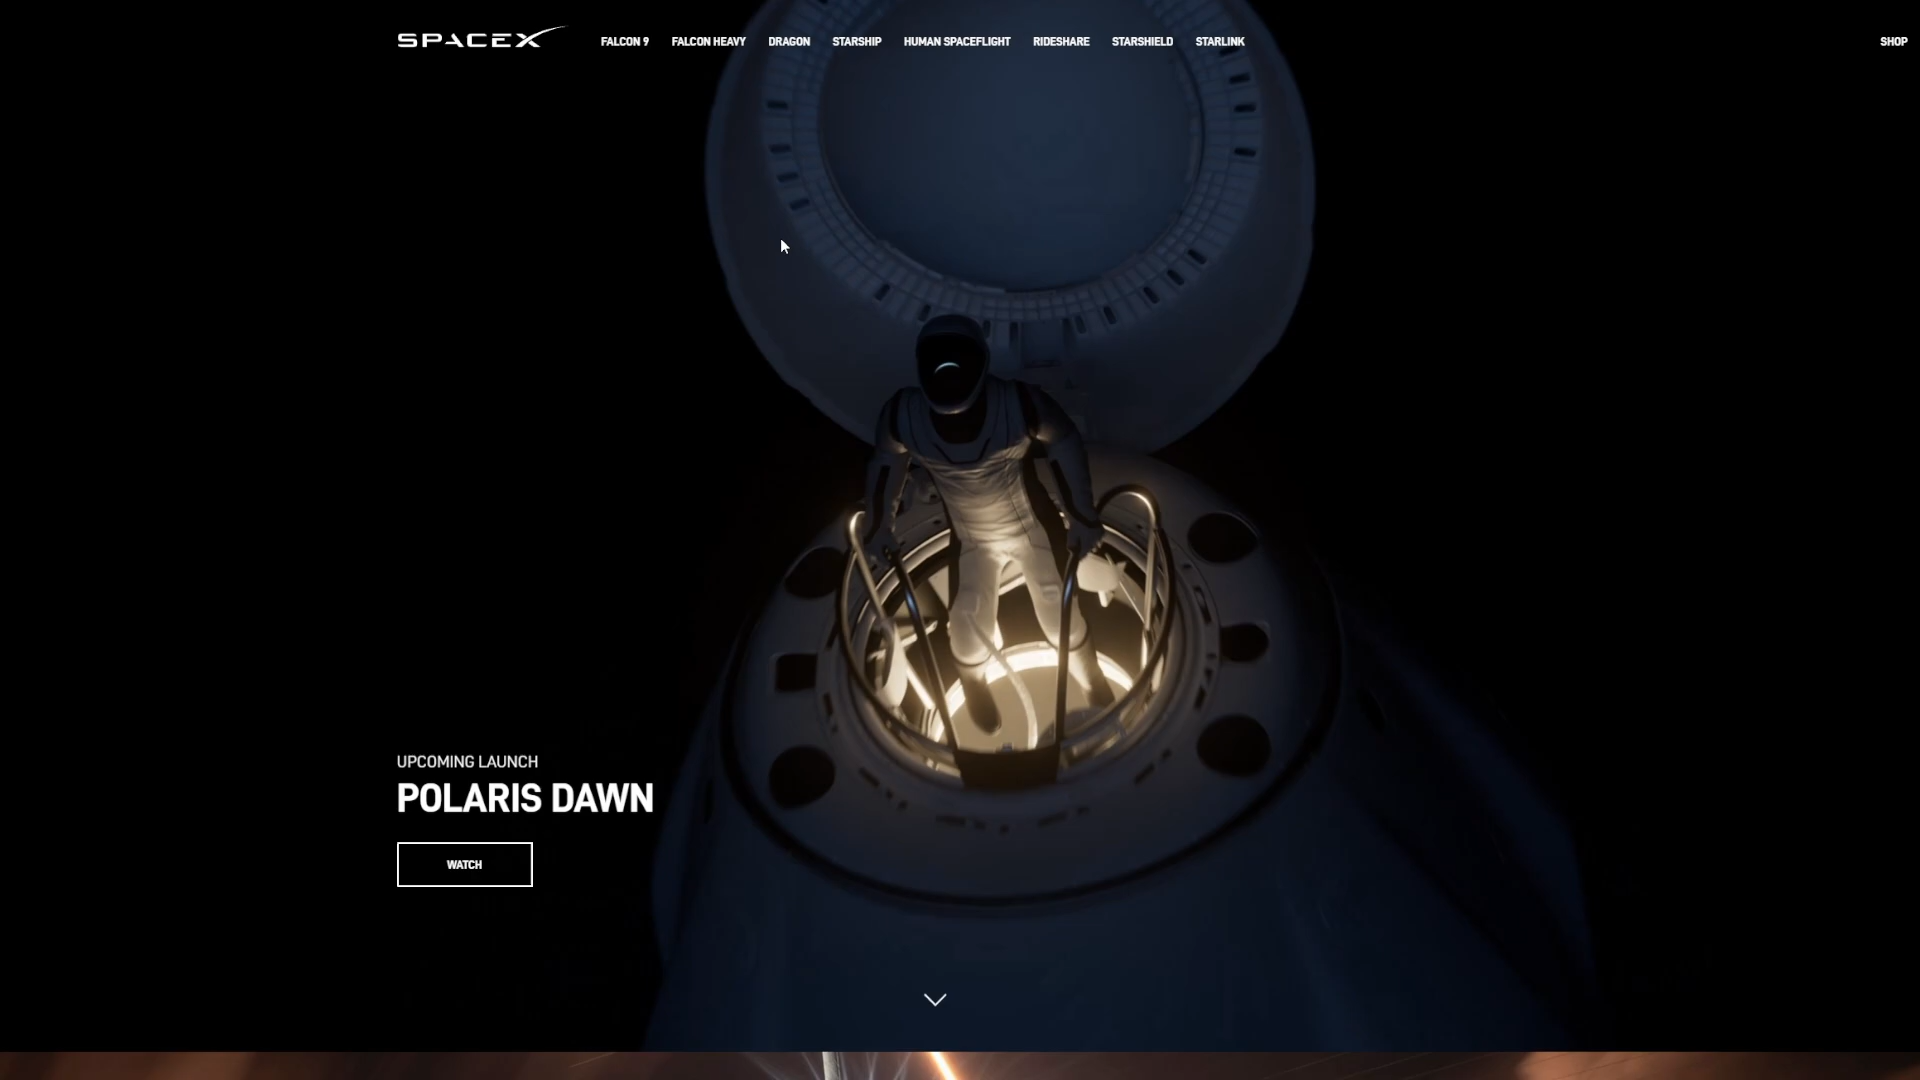 SPACEX
FALCON 9 FALCON HEAVY DRAGON STARSHIP HUMAN SPACEFLIGHT RIDESHARE STARSHIELD STARLINK SHOP
UPCOMING LAUNCH
POLARIS DAWN
WATCH